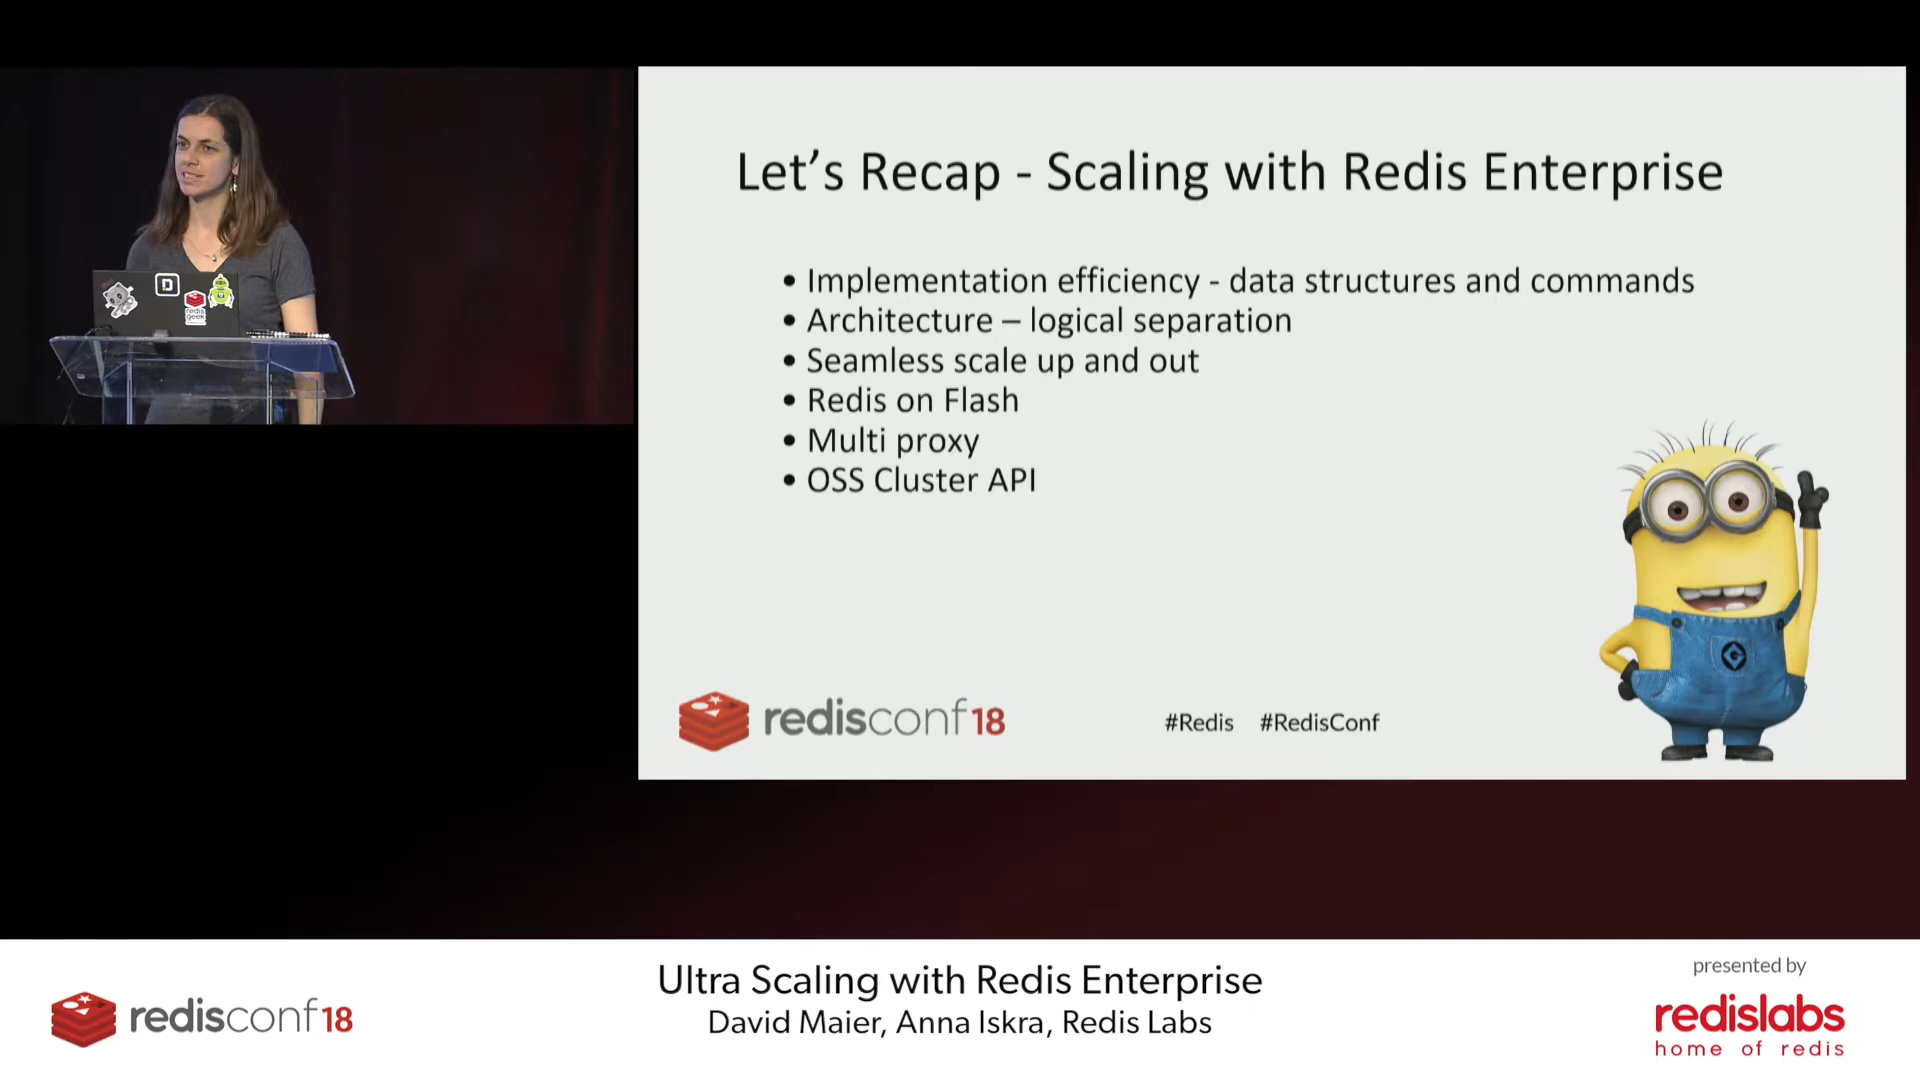 Let's Recap - Scaling with Redis Enterprise
• Implementation efficiency - data structures and commands
• Architecture – logical separation
• Seamless scale up and out
• Redis on Flash
• Multi proxy
• OSS Cluster API
redisconf18
#Redis #RedisConf
D
redis
geek
redisconf18
Ultra Scaling with Redis Enterprise
David Maier, Anna Iskra, Redis Labs
presented by
redislabs
home of redis